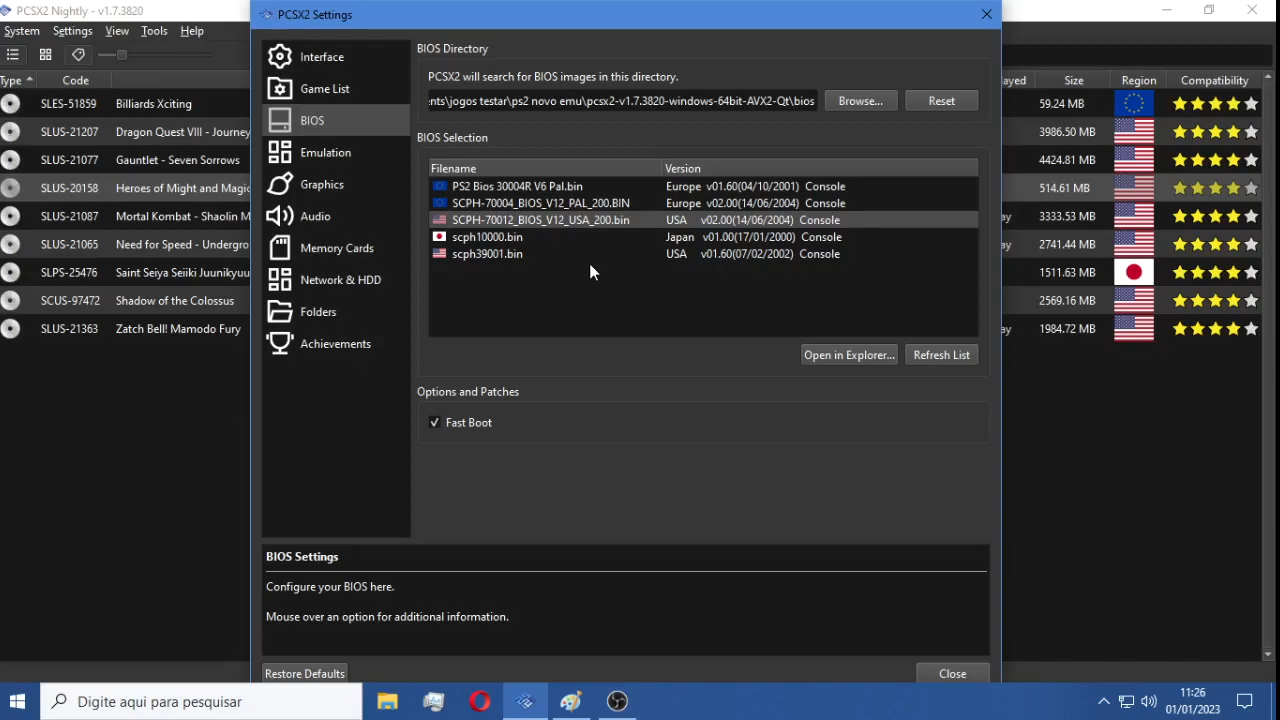 PCSX2 Nightly - v1.7.3820
PCSX2 Settings
System Settings View Tools Help
Type Code
Size Region Compatibility
SLES-51859 Billiards Xciting 59.24 MB
SLUS-21207 Dragon Quest VIII - Journey 3986.50 MB
SLUS-21077 Gauntlet - Seven Sorrows 4424.81 MB
SLUS-20158 Heroes of Might and Magic 514.61 MB
SLUS-21087 Mortal Kombat - Shaolin M 3333.53 MB
SLUS-21065 Need for Speed - Undergro 2741.44 MB
SLPS-25476 Saint Seiya Seiiki Juunikyuu 1511.63 MB
SCUS-97472 Shadow of the Colossus 2569.16 MB
SLUS-21363 Zatch Bell! Mamodo Fury 1984.72 MB
Interface
Game List
BIOS
Emulation
Graphics
Audio
Memory Cards
Network & HDD
Folders
Achievements
BIOS Directory
PCSX2 will search for BIOS images in this directory.
nts\jogos testar\ps2 novo emu\pcsx2-v1.7.3820-windows-64bit-AVX2-Qt\bios Browse... Reset
BIOS Selection
Filename Version
PS2 Bios 30004R V6 Pal.bin Europe v01.60(04/10/2001) Console
SCPH-70004_BIOS_V12_PAL_200.BIN Europe v02.00(14/06/2004) Console
SCPH-70012_BIOS_V12_USA_200.bin USA v02.00(14/06/2004) Console
scph10000.bin Japan v01.00(17/01/2000) Console
scph39001.bin USA v01.60(07/02/2002) Console
Open in Explorer... Refresh List
Options and Patches
Fast Boot
BIOS Settings
Configure your BIOS here.
Mouse over an option for additional information.
Restore Defaults Close
Digite aqui para pesquisar
11:26
01/01/2023